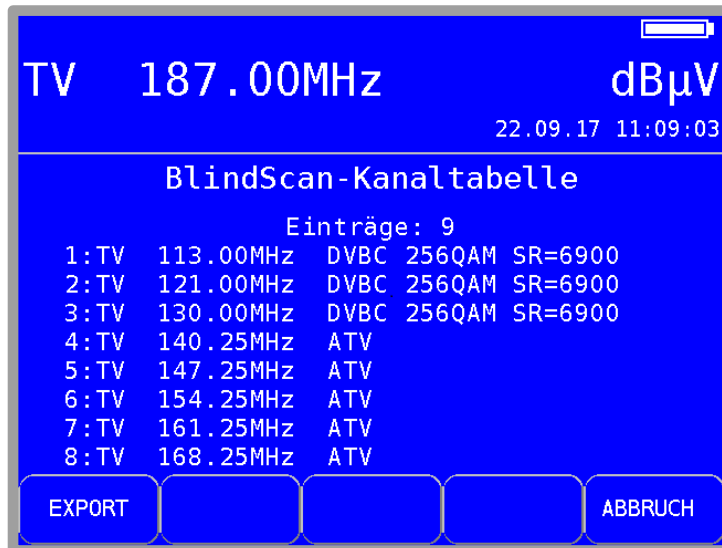 TV 187.00MHz dBµV
22.09.17 11:09:03
BlindScan-Kanaltabelle
Einträge: 9
1:TV 113.00MHz DVBC 256QAM SR=6900
2:TV 121.00MHz DVBC 256QAM SR=6900
3:TV 130.00MHz DVBC 256QAM SR=6900
4:TV 140.25MHz ATV
5:TV 147.25MHz ATV
6:TV 154.25MHz ATV
7:TV 161.25MHz ATV
8:TV 168.25MHz ATV
EXPORT ABBRUCH